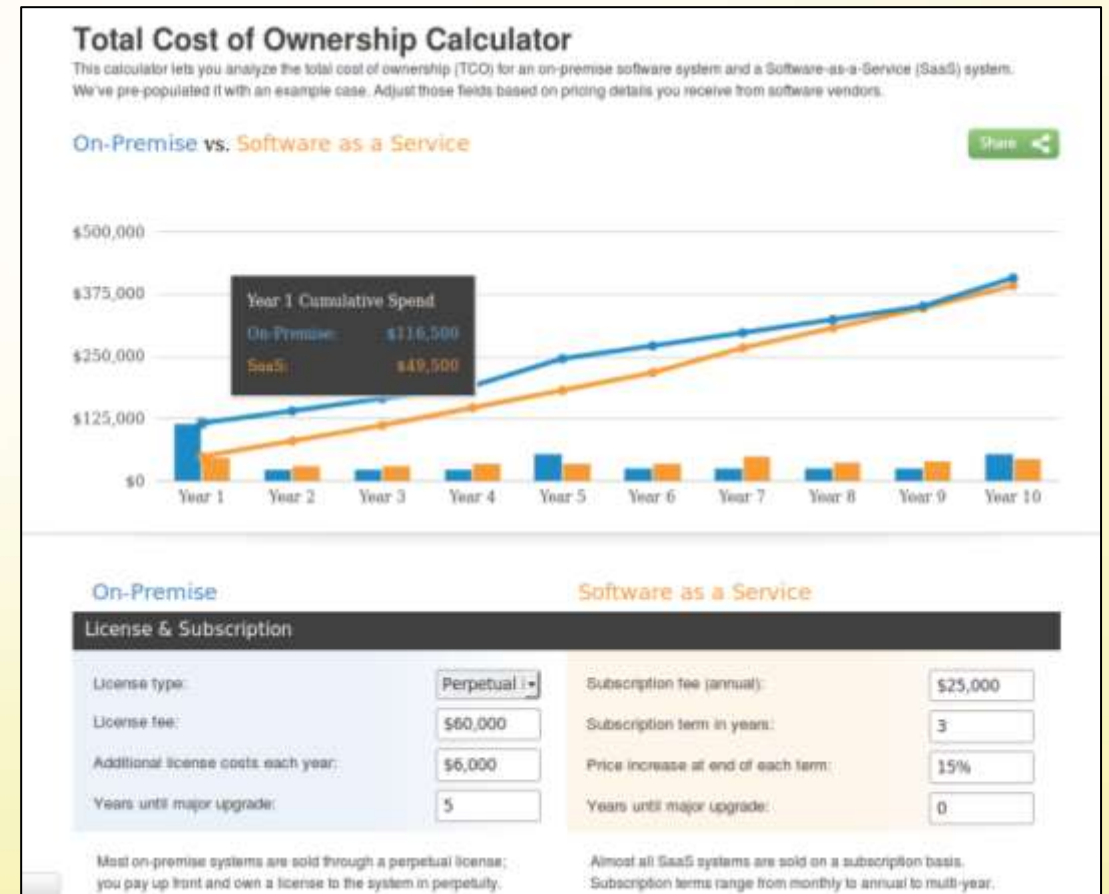 Total Cost of Ownership Calculator
This calculator lets you analyze the total cost of ownership (TCO) for an on-premise software system and a Software-as-a-Service (SaaS) system.
We've pre-populated it with an example case. Adjust those fields based on pricing details you receive from software vendors.
On-Premise vs. Software as a Service
Share
$500,000
$375,000
$250,000
$125,000
$0
Year 1 Cumulative Spend
On-Premise: $116,500
SaaS: $49,500
Year 1 Year 2 Year 3 Year 4 Year 5 Year 6 Year 7 Year 8 Year 9 Year 10
On-Premise
Software as a Service
License & Subscription
License type: Perpetual
License fee: $60,000
Additional license costs each year: $6,000
Years until major upgrade: 5
Most on-premise systems are sold through a perpetual license;
you pay up front and own a license to the system in perpetuity.
Subscription fee (annual): $25,000
Subscription term in years: 3
Price increase at end of each term: 15%
Years until major upgrade: 0
Almost all SaaS systems are sold on a subscription basis.
Subscription terms range from monthly to annual to multi-year.